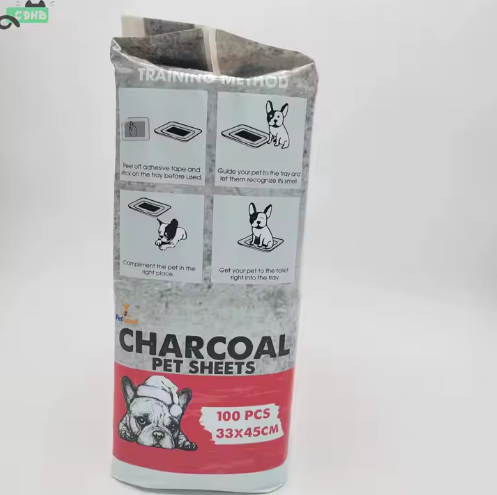 CDHB
TRAINING METHOD
Peel off adhesive tape and
stick on the tray before used
Guide your pet to the tray and
let them recognize its smell
Compliment the pet in the
right place.
Get your pet to the toilet
right into the tray
CHARCOAL
PET SHEETS
100 PCS
33X45CM